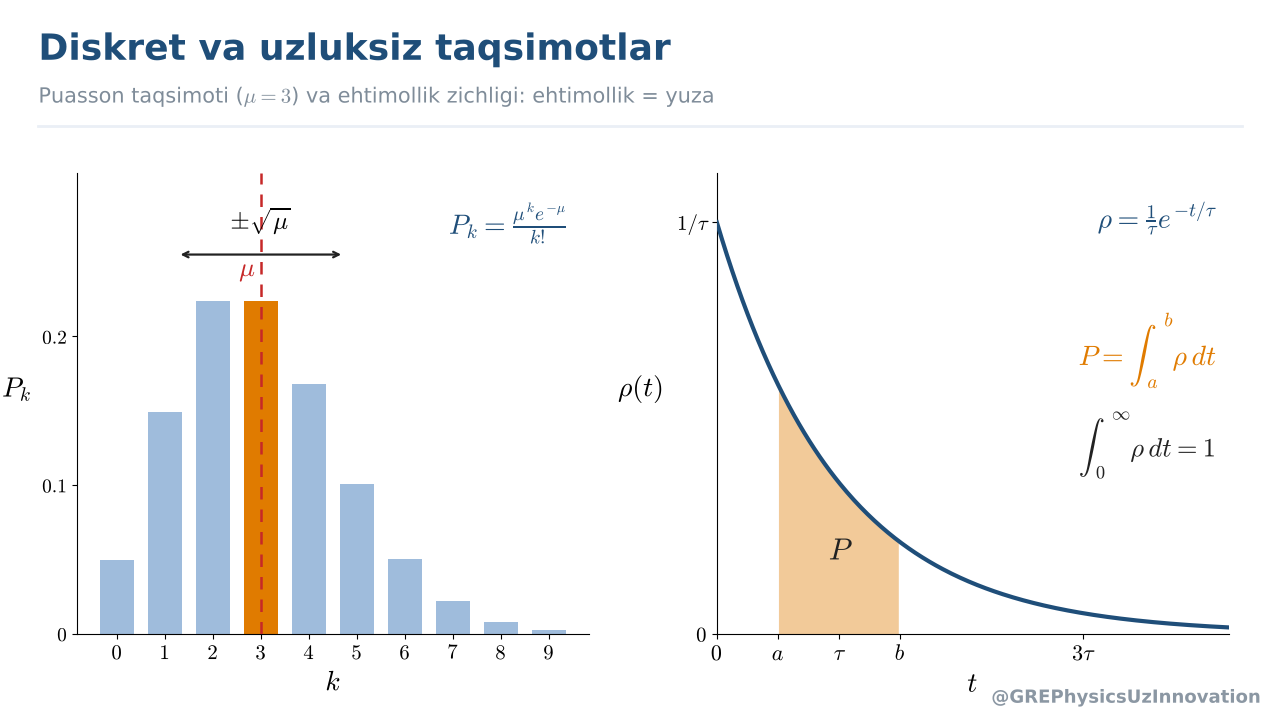 Diskret va uzluksiz taqsimotlar
Puasson taqsimoti (μ = 3) va ehtimollik zichligi: ehtimollik = yuza
±√μ
μ
P_k = μ^k e^{−μ} / k!
0.2
0.1
0
P_k
0 1 2 3 4 5 6 7 8 9
k
1/τ
ρ = 1/τ e^{−t/τ}
P = ∫_a^b ρ dt
∫_0^∞ ρ dt = 1
ρ(t)
P
0
0 a τ b 3τ
t
@GREPhysicsUzInnovation